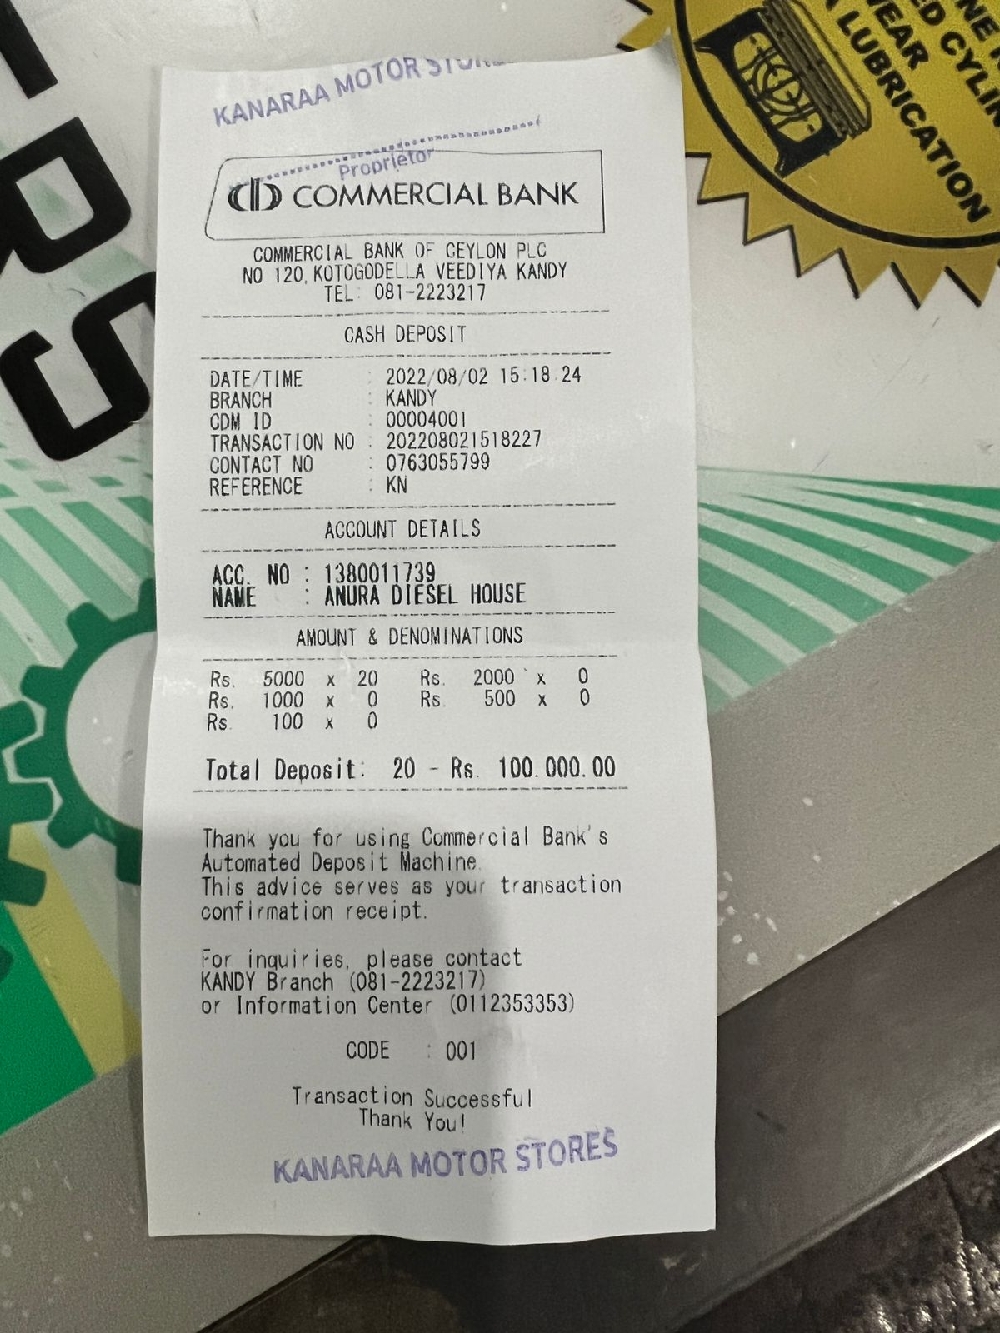 KANARAA MOTOR
Proprietor
COMMERCIAL BANK
COMMERCIAL BANK OF CEYLON PLC
NO 120, KOTOGODELLA VEEDIYA KANDY
TEL: 081-2223217
CASH DEPOSIT
DATE/TIME : 2022/08/02 15:18:24
BRANCH : KANDY
CDM ID : 00004001
TRANSACTION NO : 202208021518227
CONTACT NO : 0763055799
REFERENCE : KN
ACCOUNT DETAILS
ACC. NO : 1380011739
NAME : ANURA DIESEL HOUSE
AMOUNT & DENOMINATIONS
Rs. 5000 x 20 Rs. 2000 x 0
Rs. 1000 x 0 Rs. 500 x 0
Rs. 100 x 0
Total Deposit: 20 - Rs. 100,000.00
Thank you for using Commercial Bank's
Automated Deposit Machine.
This advice serves as your transaction
confirmation receipt.
For inquiries, please contact
KANDY Branch (081-2223217)
or Information Center (0112353353)
CODE : 001
Transaction Successful
Thank You!
KANARAA MOTOR STORES
WEAR
LUBRICATION